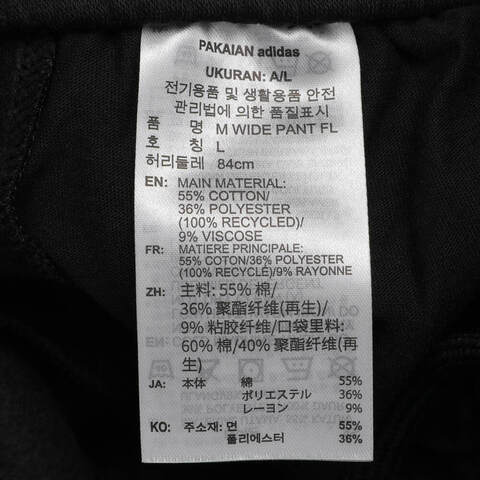 PAKAIAN adidas
UKURAN: A/L
전기용품 및 생활용품 안전
관리법에 의한 품질표시
품 명 M WIDE PANT FL
호 칭 L
허리둘레 84cm
EN: MAIN MATERIAL:
55% COTTON/
36% POLYESTER
(100% RECYCLED)/
9% VISCOSE
FR: MATIERE PRINCIPALE:
55% COTON/36% POLYESTER
(100% RECYCLÉ)/9% RAYONNE
ZH: 主料: 55% 棉/
36% 聚酯纤维(再生)/
9% 粘胶纤维/口袋里料:
60% 棉/40% 聚酯纤维(再
生)
JA: 本体 綿 55%
ポリエステル 36%
レーヨン 9%
KO: 주소재: 면 55%
폴리에스터 36%